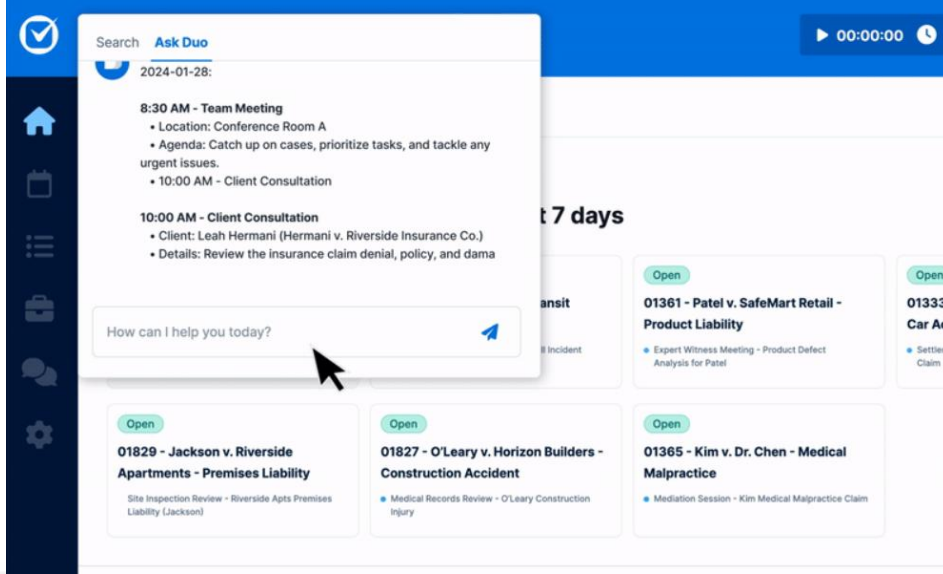 Search Ask Duo
00:00:00
2024-01-28:
8:30 AM - Team Meeting
• Location: Conference Room A
• Agenda: Catch up on cases, prioritize tasks, and tackle any
urgent issues.
• 10:00 AM - Client Consultation
10:00 AM - Client Consultation
• Client: Leah Hermani (Hermani v. Riverside Insurance Co.)
• Details: Review the insurance claim denial, policy, and dama
How can I help you today?
t 7 days
ansit
ll Incident
Open
01361 - Patel v. SafeMart Retail -
Product Liability
• Expert Witness Meeting - Product Defect
Analysis for Patel
Open
01333
Car A
• Settle
Claim
Open
01829 - Jackson v. Riverside
Apartments - Premises Liability
Site Inspection Review - Riverside Apts Premises
Liability (Jackson)
Open
01827 - O'Leary v. Horizon Builders -
Construction Accident
• Medical Records Review - O'Leary Construction
Injury
Open
01365 - Kim v. Dr. Chen - Medical
Malpractice
• Mediation Session - Kim Medical Malpractice Claim